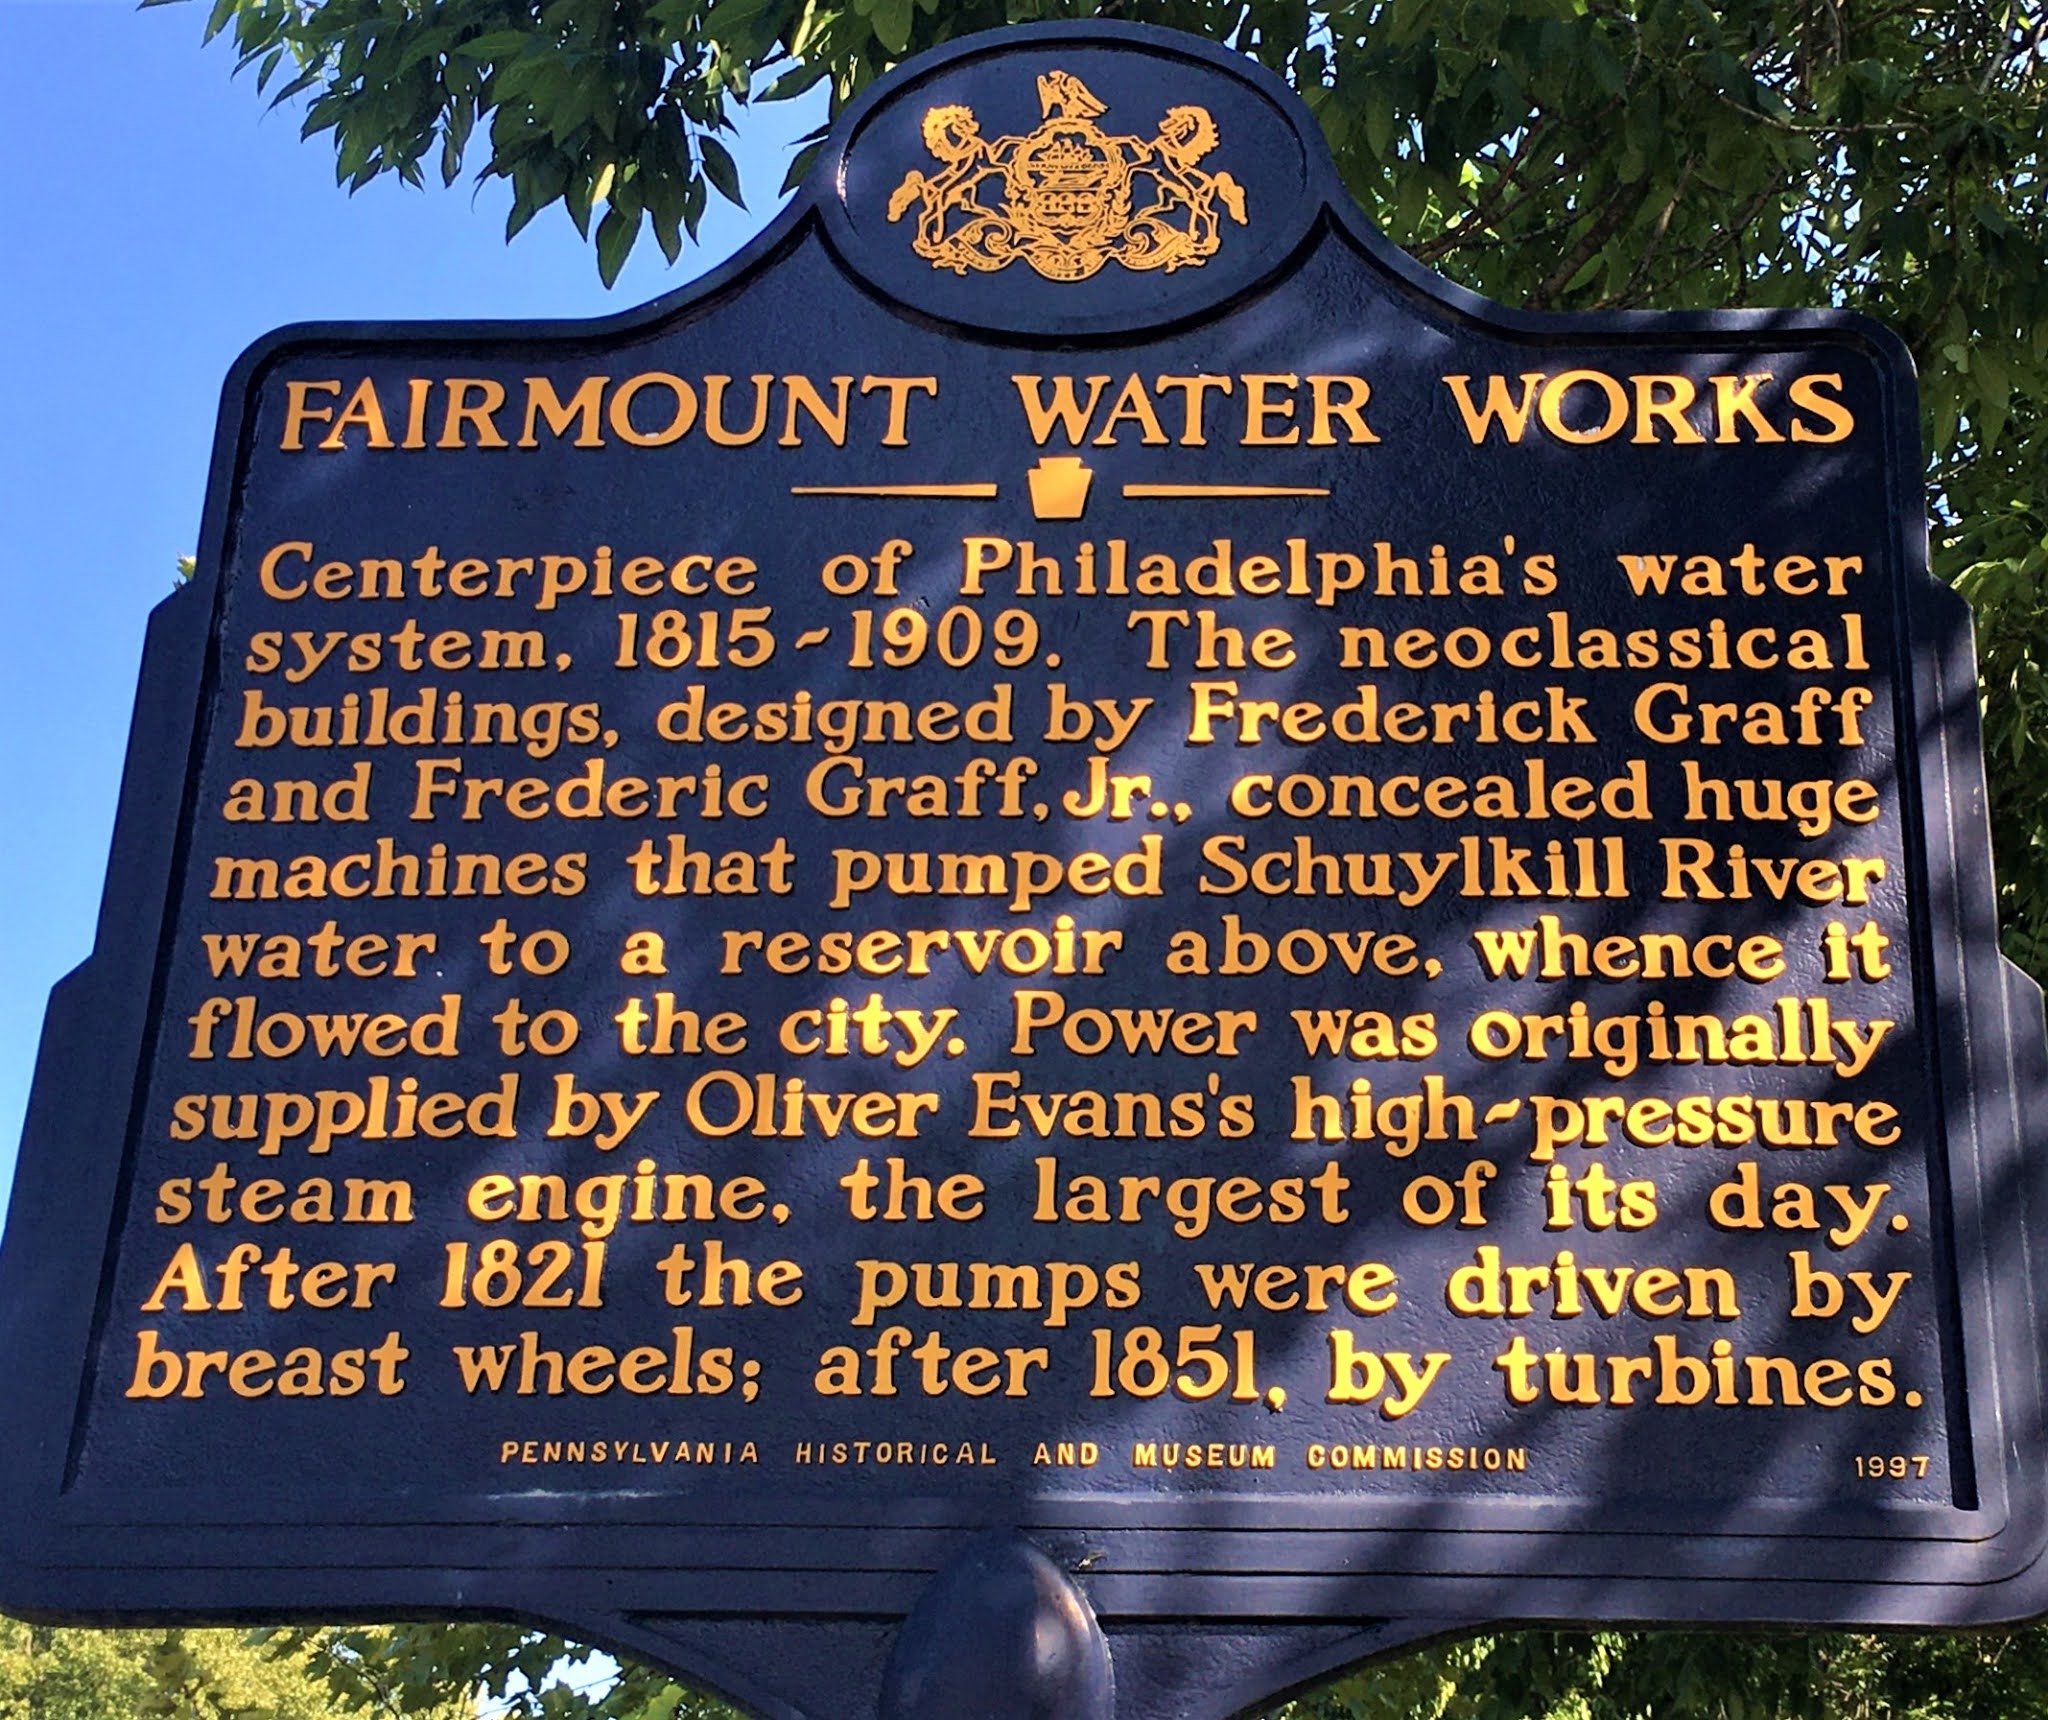 FAIRMOUNT WATER WORKS
Centerpiece of Philadelphia's water
system, 1815-1909. The neoclassical
buildings, designed by Frederick Graff
and Frederic Graff, Jr., concealed huge
machines that pumped Schuylkill River
water to a reservoir above, whence it
flowed to the city. Power was originally
supplied by Oliver Evans's high-pressure
steam engine, the largest of its day.
After 1821 the pumps were driven by
breast wheels; after 1851, by turbines.
PENNSYLVANIA HISTORICAL AND MUSEUM COMMISSION 1997